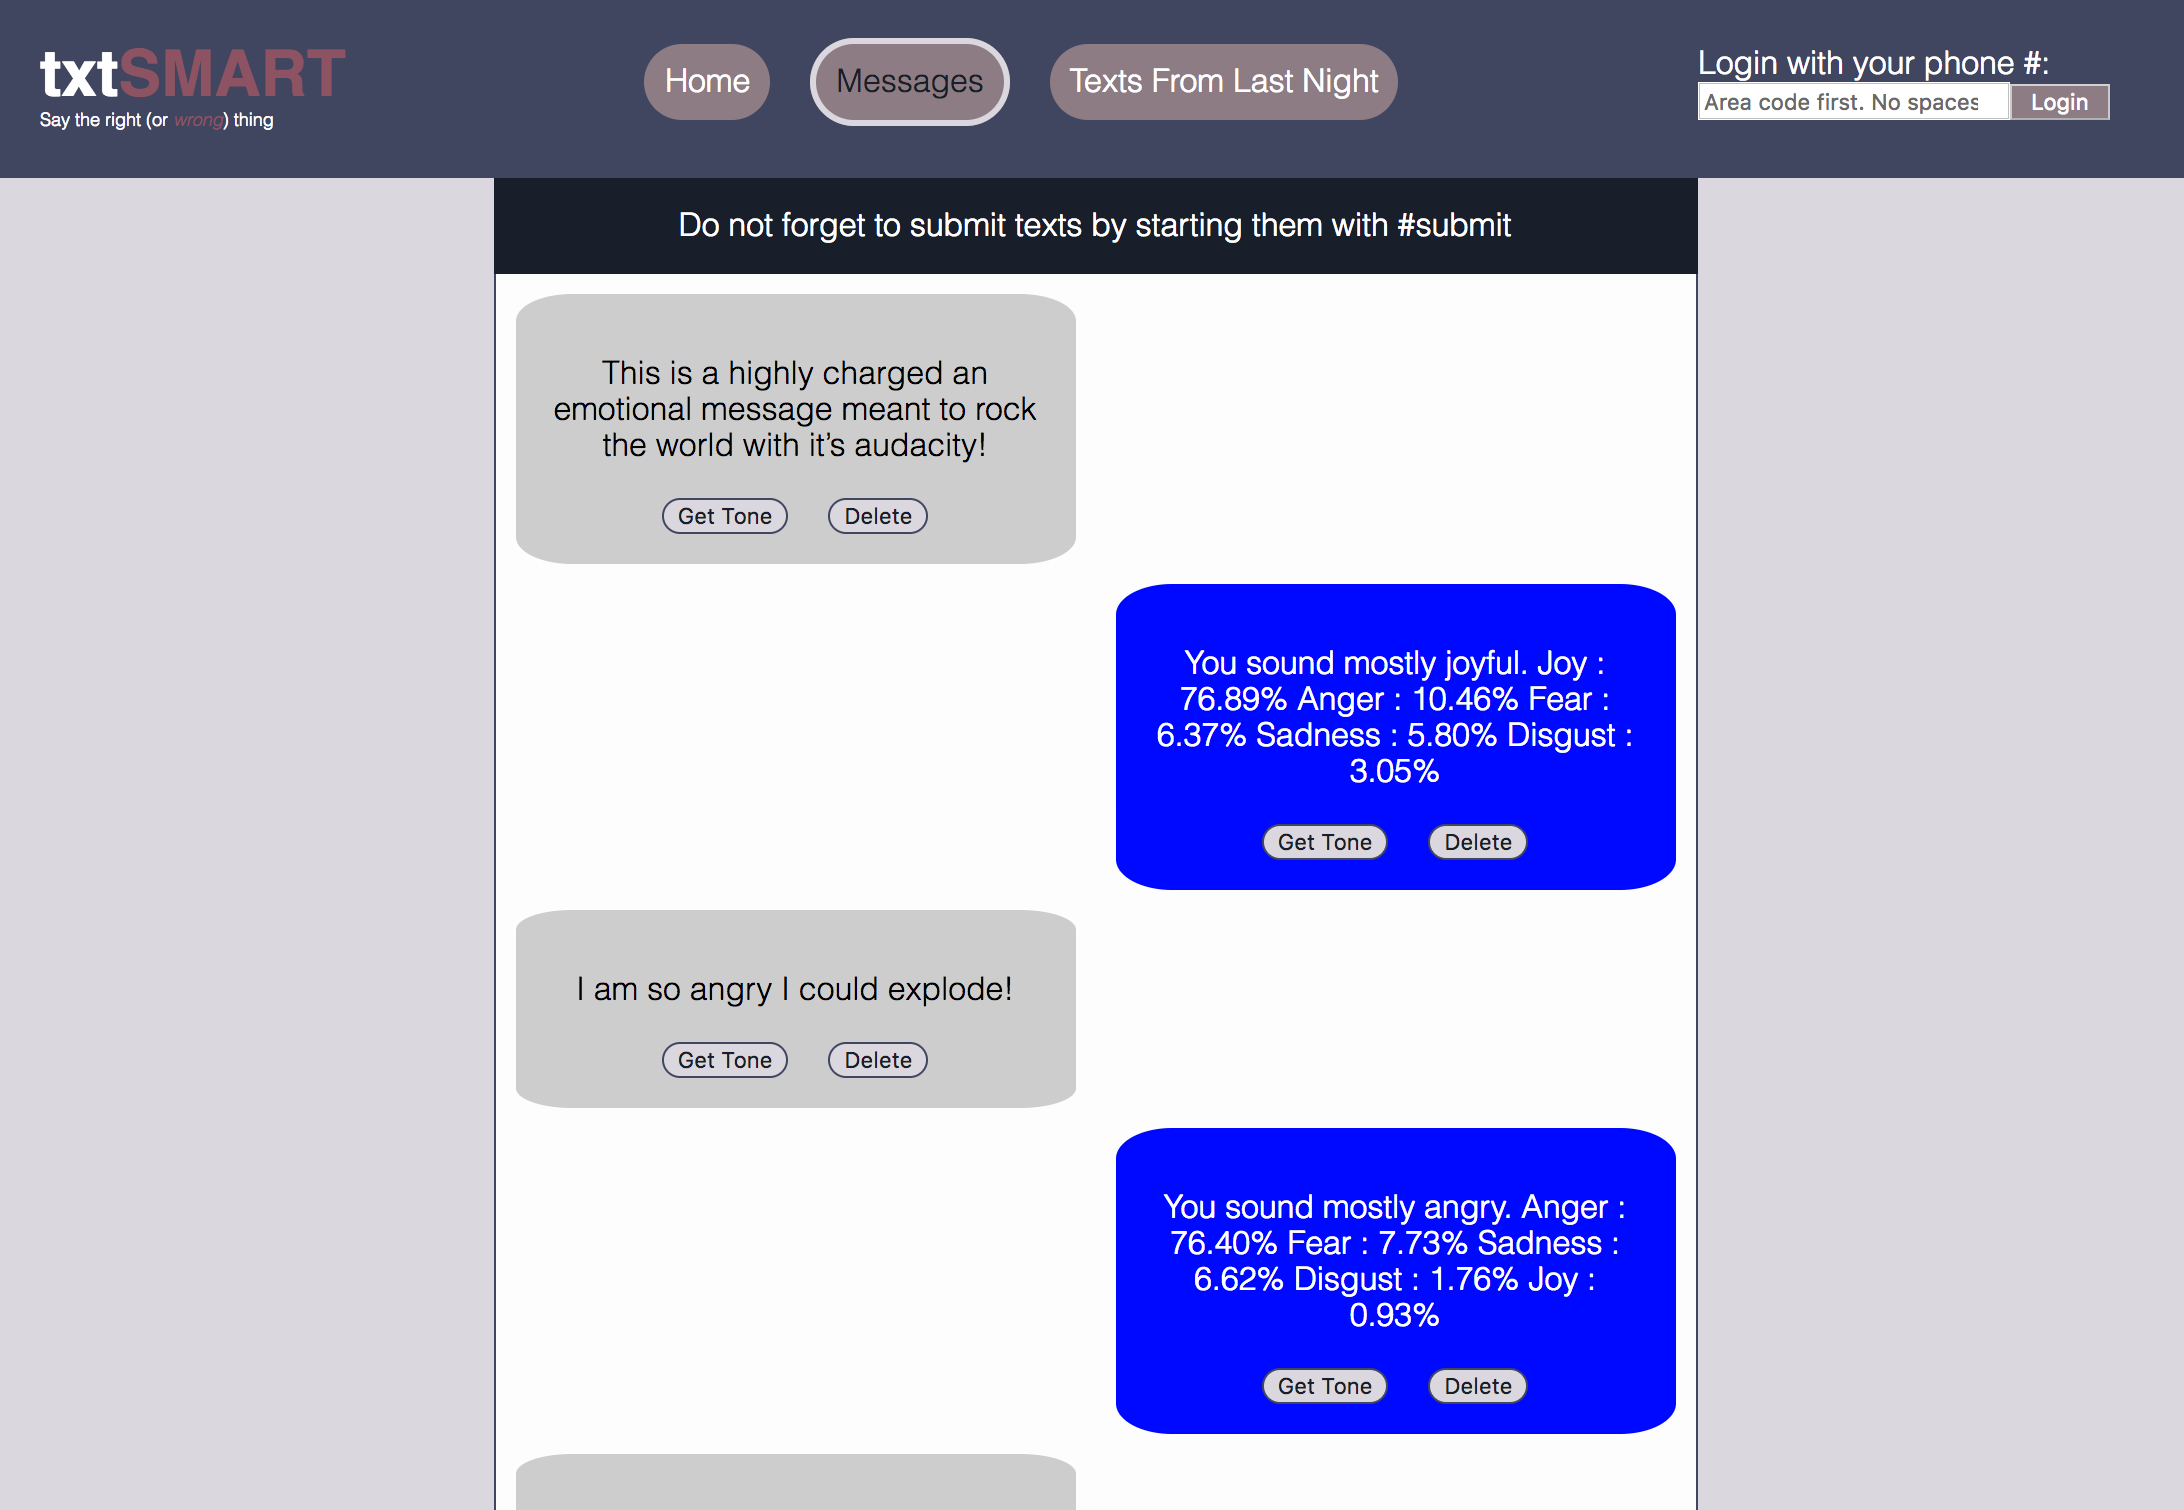 txtSMART
Say the right (or wrong) thing
Home
Messages
Texts From Last Night
Login with your phone #:
Area code first. No spaces
Login
Do not forget to submit texts by starting them with #submit
This is a highly charged an
emotional message meant to rock
the world with it’s audacity!
Get Tone
Delete
You sound mostly joyful. Joy :
76.89% Anger : 10.46% Fear :
6.37% Sadness : 5.80% Disgust :
3.05%
Get Tone
Delete
I am so angry I could explode!
Get Tone
Delete
You sound mostly angry. Anger :
76.40% Fear : 7.73% Sadness :
6.62% Disgust : 1.76% Joy :
0.93%
Get Tone
Delete